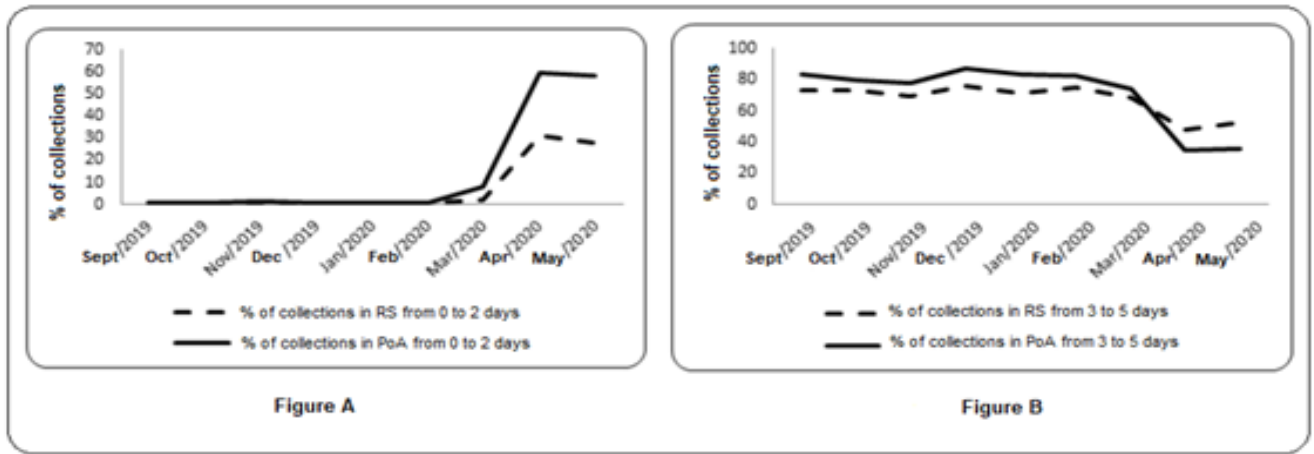 70
60
50
40
30
20
10
0
% of collections
Sept/2019
Oct/2019
Nov/2019
Dec /2019
Jan/2020
Feb/2020
Mar/2020
Apr/2020
May/2020
% of collections in RS from 0 to 2 days
% of collections in PoA from 0 to 2 days
Figure A
100
80
60
40
20
0
% of collections
Sept/2019
Oct/2019
Nov/2019
Dec /2019
Jan/2020
Feb/2020
Mar/2020
Apr/2020
May/2020
% of collections in RS from 3 to 5 days
% of collections in PoA from 3 to 5 days
Figure B